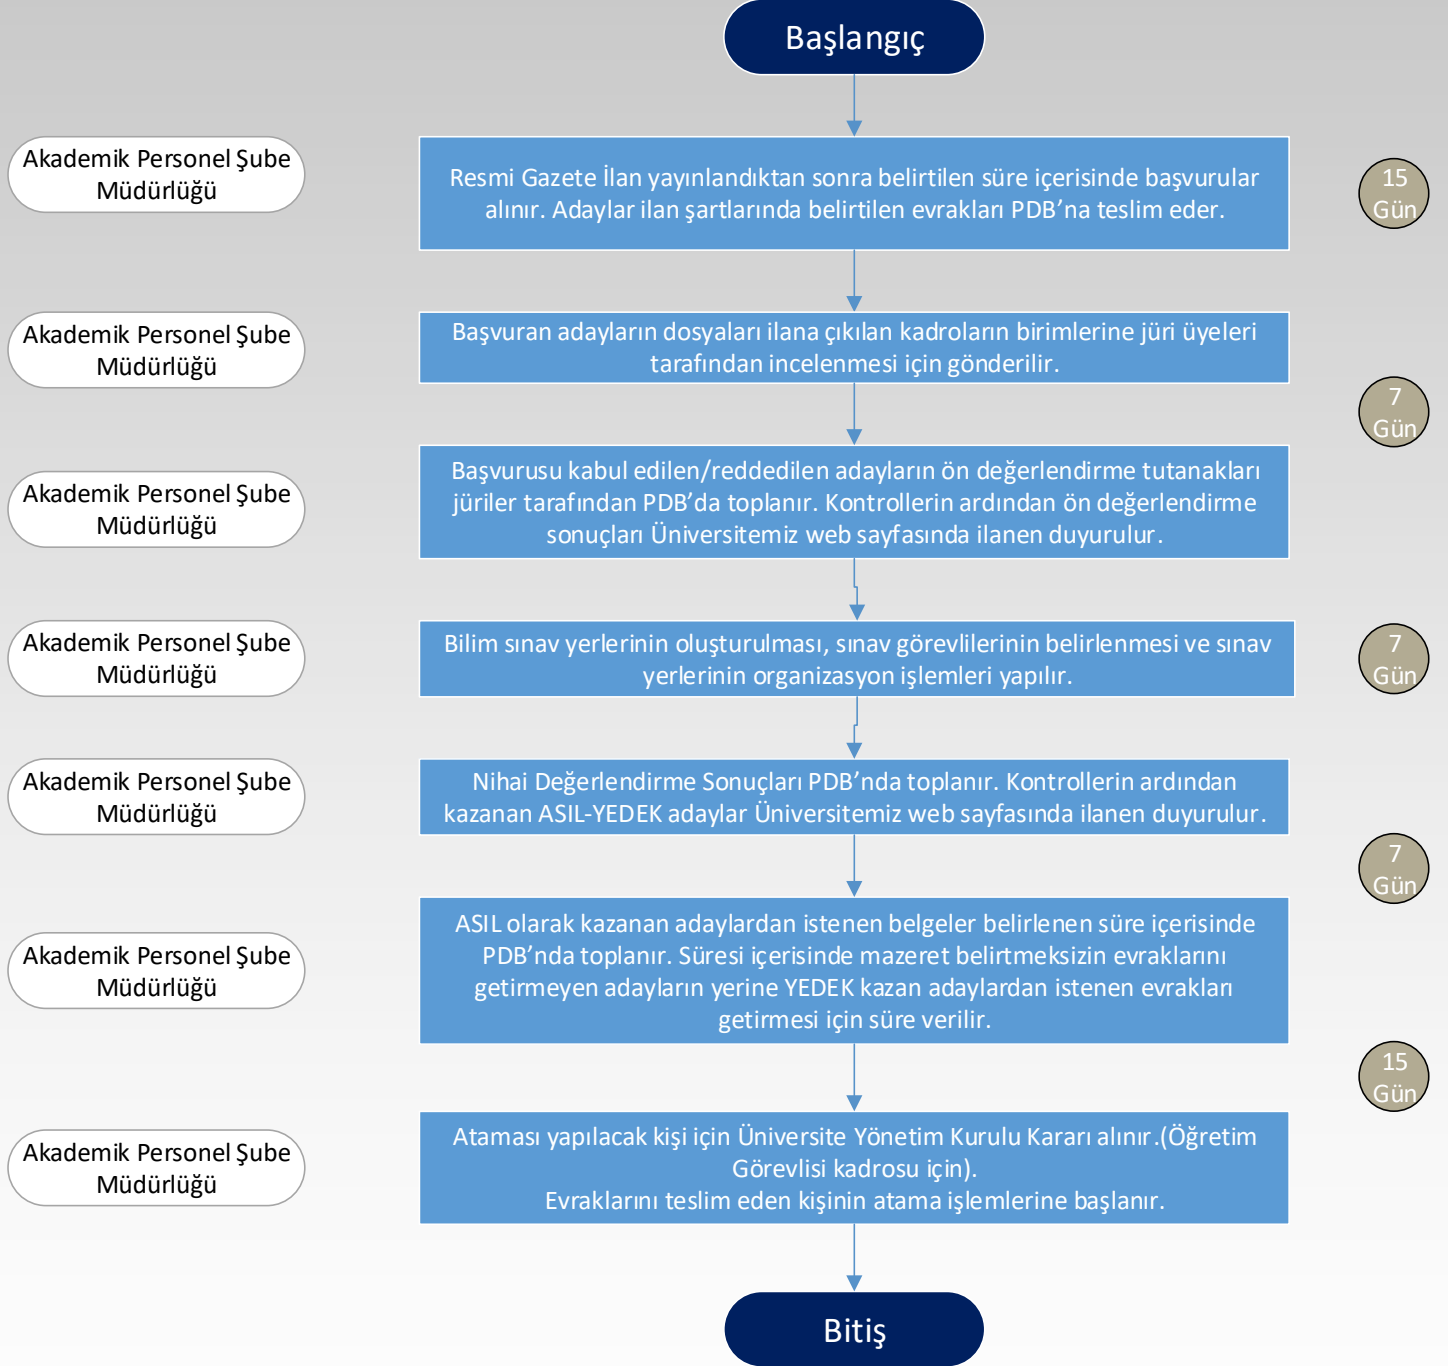 Başlangıç
Akademik Personel Şube
Müdürlüğü
Resmi Gazete İlan yayınlandıktan sonra belirtilen süre içerisinde başvurular
alınır. Adaylar ilan şartlarında belirtilen evrakları PDB’na teslim eder.
15
Gün
Akademik Personel Şube
Müdürlüğü
Başvuran adayların dosyaları ilana çıkılan kadroların birimlerine jüri üyeleri
tarafından incelenmesi için gönderilir.
7
Gün
Akademik Personel Şube
Müdürlüğü
Başvurusu kabul edilen/reddedilen adayların ön değerlendirme tutanakları
jüriler tarafından PDB’da toplanır. Kontrollerin ardından ön değerlendirme
sonuçları Üniversitemiz web sayfasında ilanen duyurulur.
Akademik Personel Şube
Müdürlüğü
Bilim sınav yerlerinin oluşturulması, sınav görevlilerinin belirlenmesi ve sınav
yerlerinin organizasyon işlemleri yapılır.
7
Gün
Akademik Personel Şube
Müdürlüğü
Nihai Değerlendirme Sonuçları PDB’nda toplanır. Kontrollerin ardından
kazanan ASIL-YEDEK adaylar Üniversitemiz web sayfasında ilanen duyurulur.
7
Gün
Akademik Personel Şube
Müdürlüğü
ASIL olarak kazanan adaylardan istenen belgeler belirlenen süre içerisinde
PDB’nda toplanır. Süresi içerisinde mazeret belirtmeksizin evraklarını
getirmeyen adayların yerine YEDEK kazan adaylardan istenen evrakları
getirmesi için süre verilir.
15
Gün
Akademik Personel Şube
Müdürlüğü
Ataması yapılacak kişi için Üniversite Yönetim Kurulu Kararı alınır.(Öğretim
Görevlisi kadrosu için).
Evraklarını teslim eden kişinin atama işlemlerine başlanır.
Bitiş